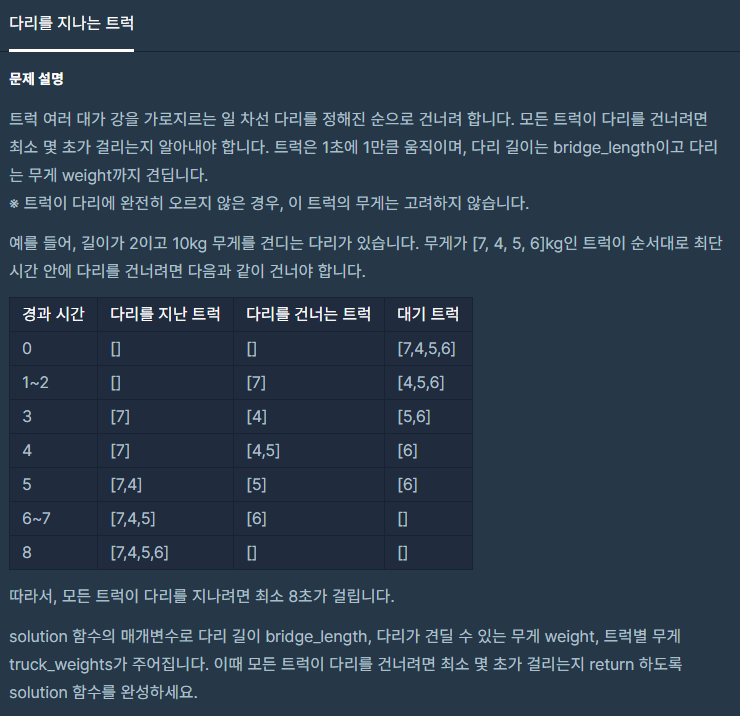 다리를 지나는 트럭
문제 설명
트럭 여러 대가 강을 가로지르는 일 차선 다리를 정해진 순으로 건너려 합니다. 모든 트럭이 다리를 건너려면
최소 몇 초가 걸리는지 알아내야 합니다. 트럭은 1초에 1만큼 움직이며, 다리 길이는 bridge_length이고 다리
는 무게 weight까지 견딥니다.
※ 트럭이 다리에 완전히 오르지 않은 경우, 이 트럭의 무게는 고려하지 않습니다.
예를 들어, 길이가 2이고 10kg 무게를 견디는 다리가 있습니다. 무게가 [7, 4, 5, 6]kg인 트럭이 순서대로 최단
시간 안에 다리를 건너려면 다음과 같이 건너야 합니다.
경과 시간 다리를 지난 트럭 다리를 건너는 트럭 대기 트럭
0 [] [] [7,4,5,6]
1~2 [] [7] [4,5,6]
3 [7] [4] [5,6]
4 [7] [4,5] [6]
5 [7,4] [5] [6]
6~7 [7,4,5] [6] []
8 [7,4,5,6] [] []
따라서, 모든 트럭이 다리를 지나려면 최소 8초가 걸립니다.
solution 함수의 매개변수로 다리 길이 bridge_length, 다리가 견딜 수 있는 무게 weight, 트럭별 무게
truck_weights가 주어집니다. 이때 모든 트럭이 다리를 건너려면 최소 몇 초가 걸리는지 return 하도록
solution 함수를 완성하세요.